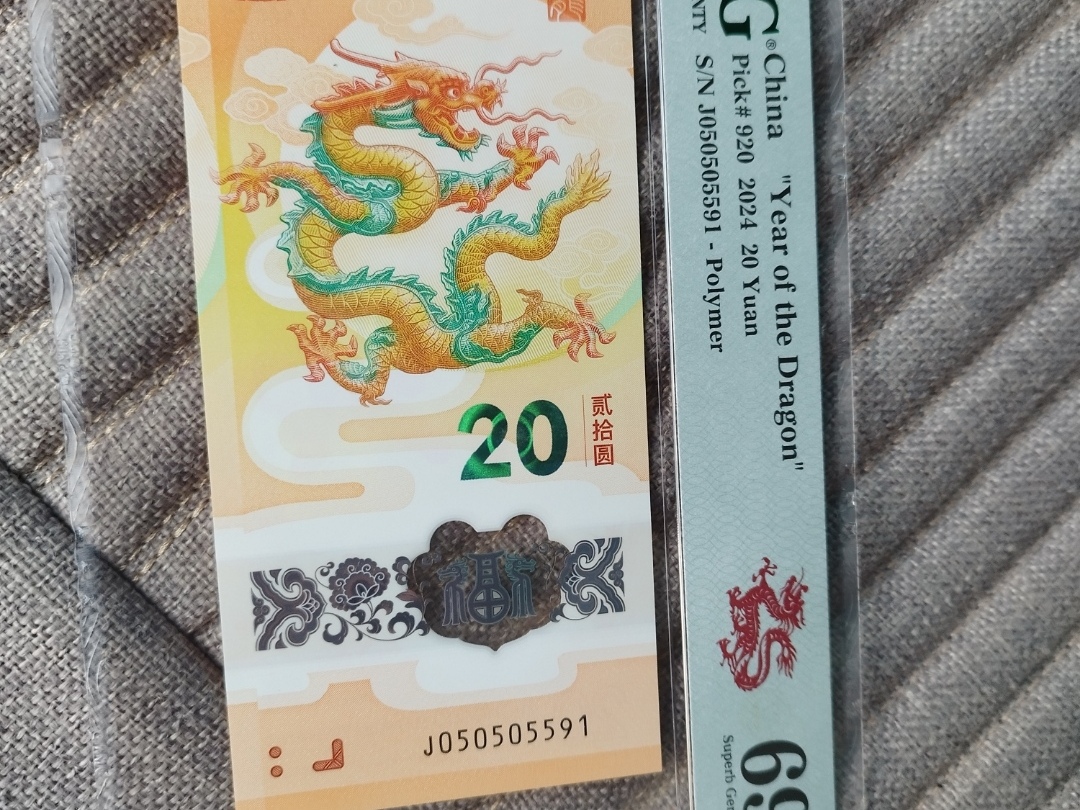 贰拾圆
20
福
J050505591
G®
NTY
China "Year of the Dragon"
Pick# 920 2024 20 Yuan
S/N J050505591 - Polymer
69
Superb Ge